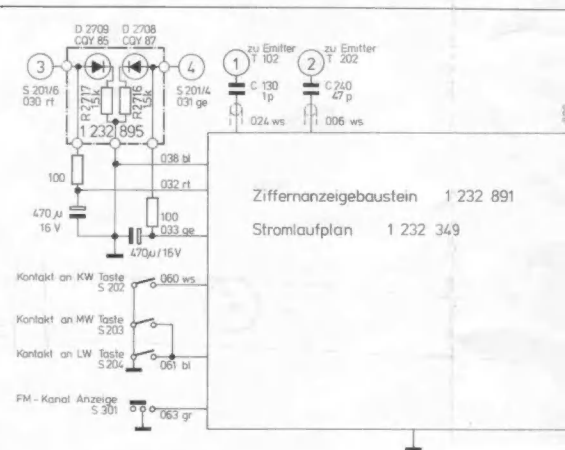 D 2709
CQY 85
D 2708
CQY 87
3
4
S 201/6
030 rt
S 201/4
031 ge
R 2717
1,5k
R 2716
1,5k
1 232 895
zu Emitter
T 102
1
C 130
1p
024 ws
zu Emitter
T 202
2
C 240
47 p
006 ws
100
038 bl
032 rt
470 µ
16 V
100
033 ge
470µ/16V
Ziffernanzeigebaustein 1 232 891
Stromlaufplan 1 232 349
Kontakt an KW Taste
S 202
060 ws
Kontakt an MW Taste
S 203
Kontakt an LW Taste
S 204
061 bl
FM - Kanal Anzeige
S 301
063 gr